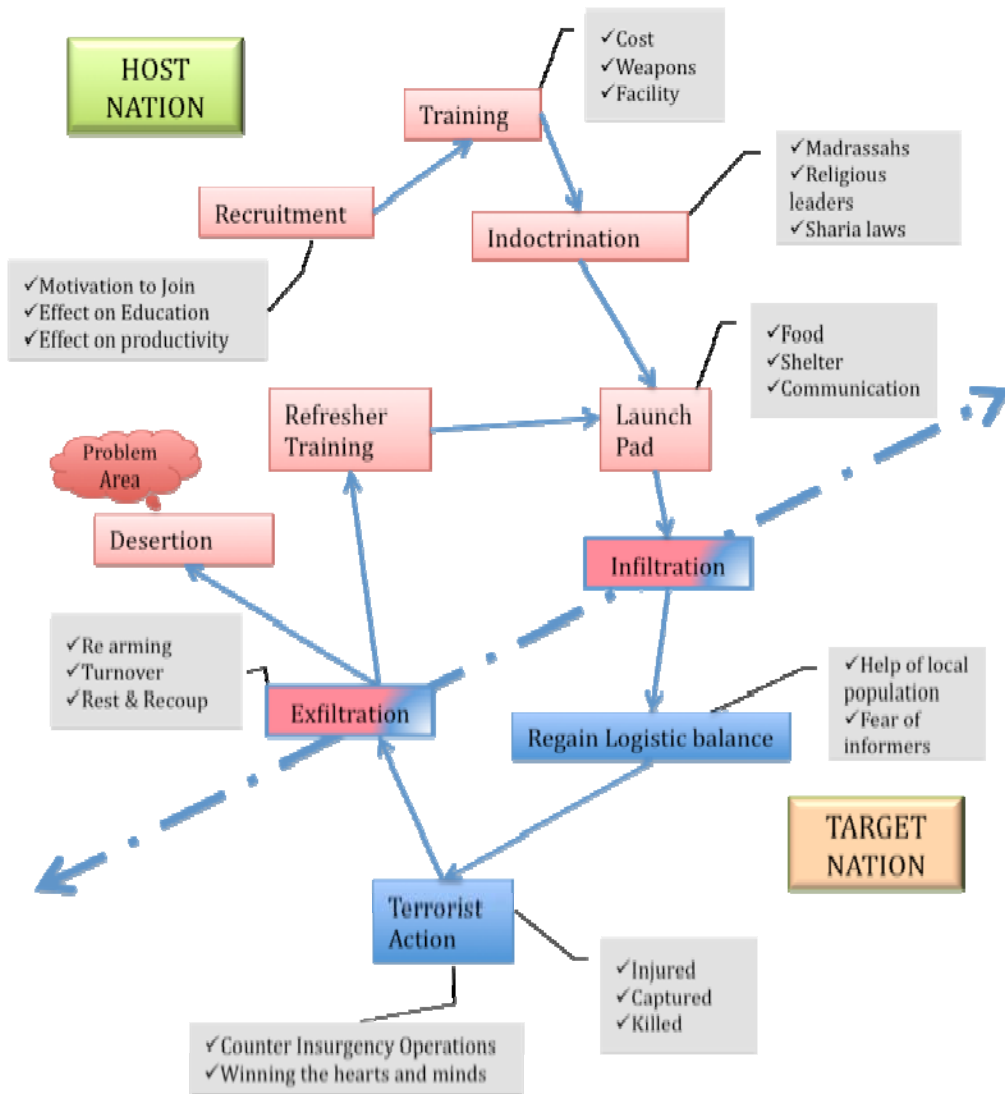 HOST
NATION
✓Cost
✓Weapons
✓Facility
Training
✓Madrassahs
✓Religious
leaders
✓Sharia laws
Recruitment
Indoctrination
✓Motivation to Join
✓Effect on Education
✓Effect on productivity
✓Food
✓Shelter
✓Communication
Refresher
Training
Launch
Pad
Problem
Area
Desertion
Infiltration
✓Re arming
✓Turnover
✓Rest & Recoup
✓Help of local
population
✓Fear of
informers
Exfiltration
Regain Logistic balance
TARGET
NATION
Terrorist
Action
✓Injured
✓Captured
✓Killed
✓Counter Insurgency Operations
✓Winning the hearts and minds